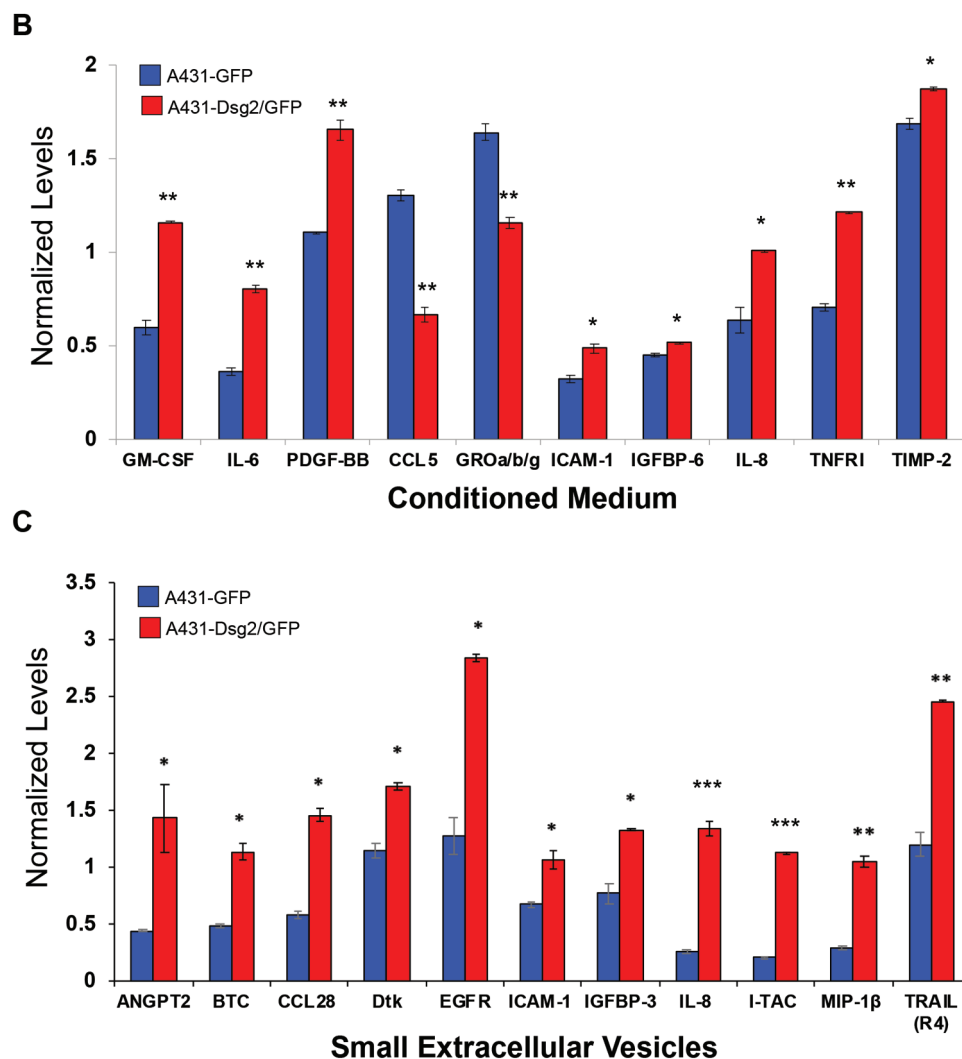 B
Normalized Levels
2
1.5
1
0.5
0
A431-GFP
A431-Dsg2/GFP
** ** ** ** ** * * * ** *
GM-CSF IL-6 PDGF-BB CCL5 GROa/b/g ICAM-1 IGFBP-6 IL-8 TNFRI TIMP-2
Conditioned Medium
C
Normalized Levels
3.5
3
2.5
2
1.5
1
0.5
0
A431-GFP
A431-Dsg2/GFP
* * * * * * * *** *** ** **
ANGPT2 BTC CCL28 Dtk EGFR ICAM-1 IGFBP-3 IL-8 I-TAC MIP-1β TRAIL
(R4)
Small Extracellular Vesicles